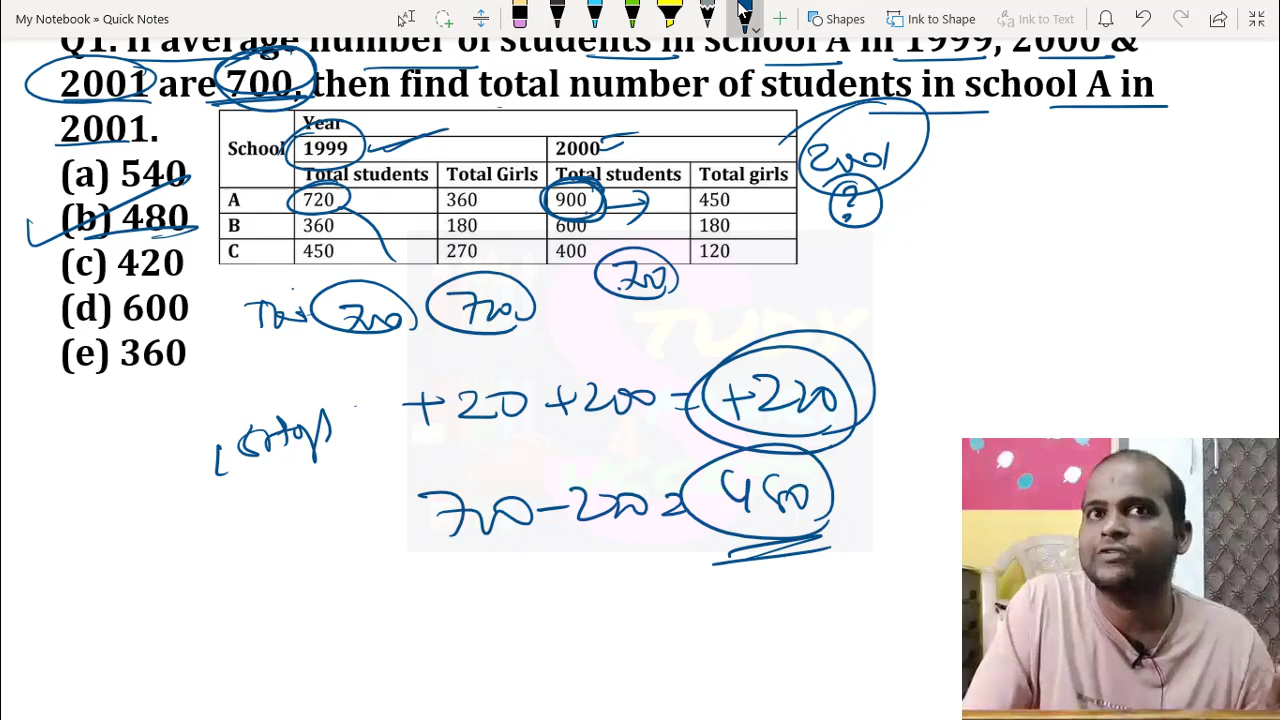 My Notebook » Quick Notes
Shapes
Ink to Shape
Ink to Text
Q1. If average number of students in school A in 1999, 2000 &
2001 are 700, then find total number of students in school A in
2001.
(a) 540
(b) 480
(c) 420
(d) 600
(e) 360
School Year
1999 2000
Total students Total Girls Total students Total girls
A 720 360 900 450
B 360 180 600 180
C 450 270 400 120
2001
?
700
700 720
+20 +200 = +220
700 - 220 = 480
TUDY